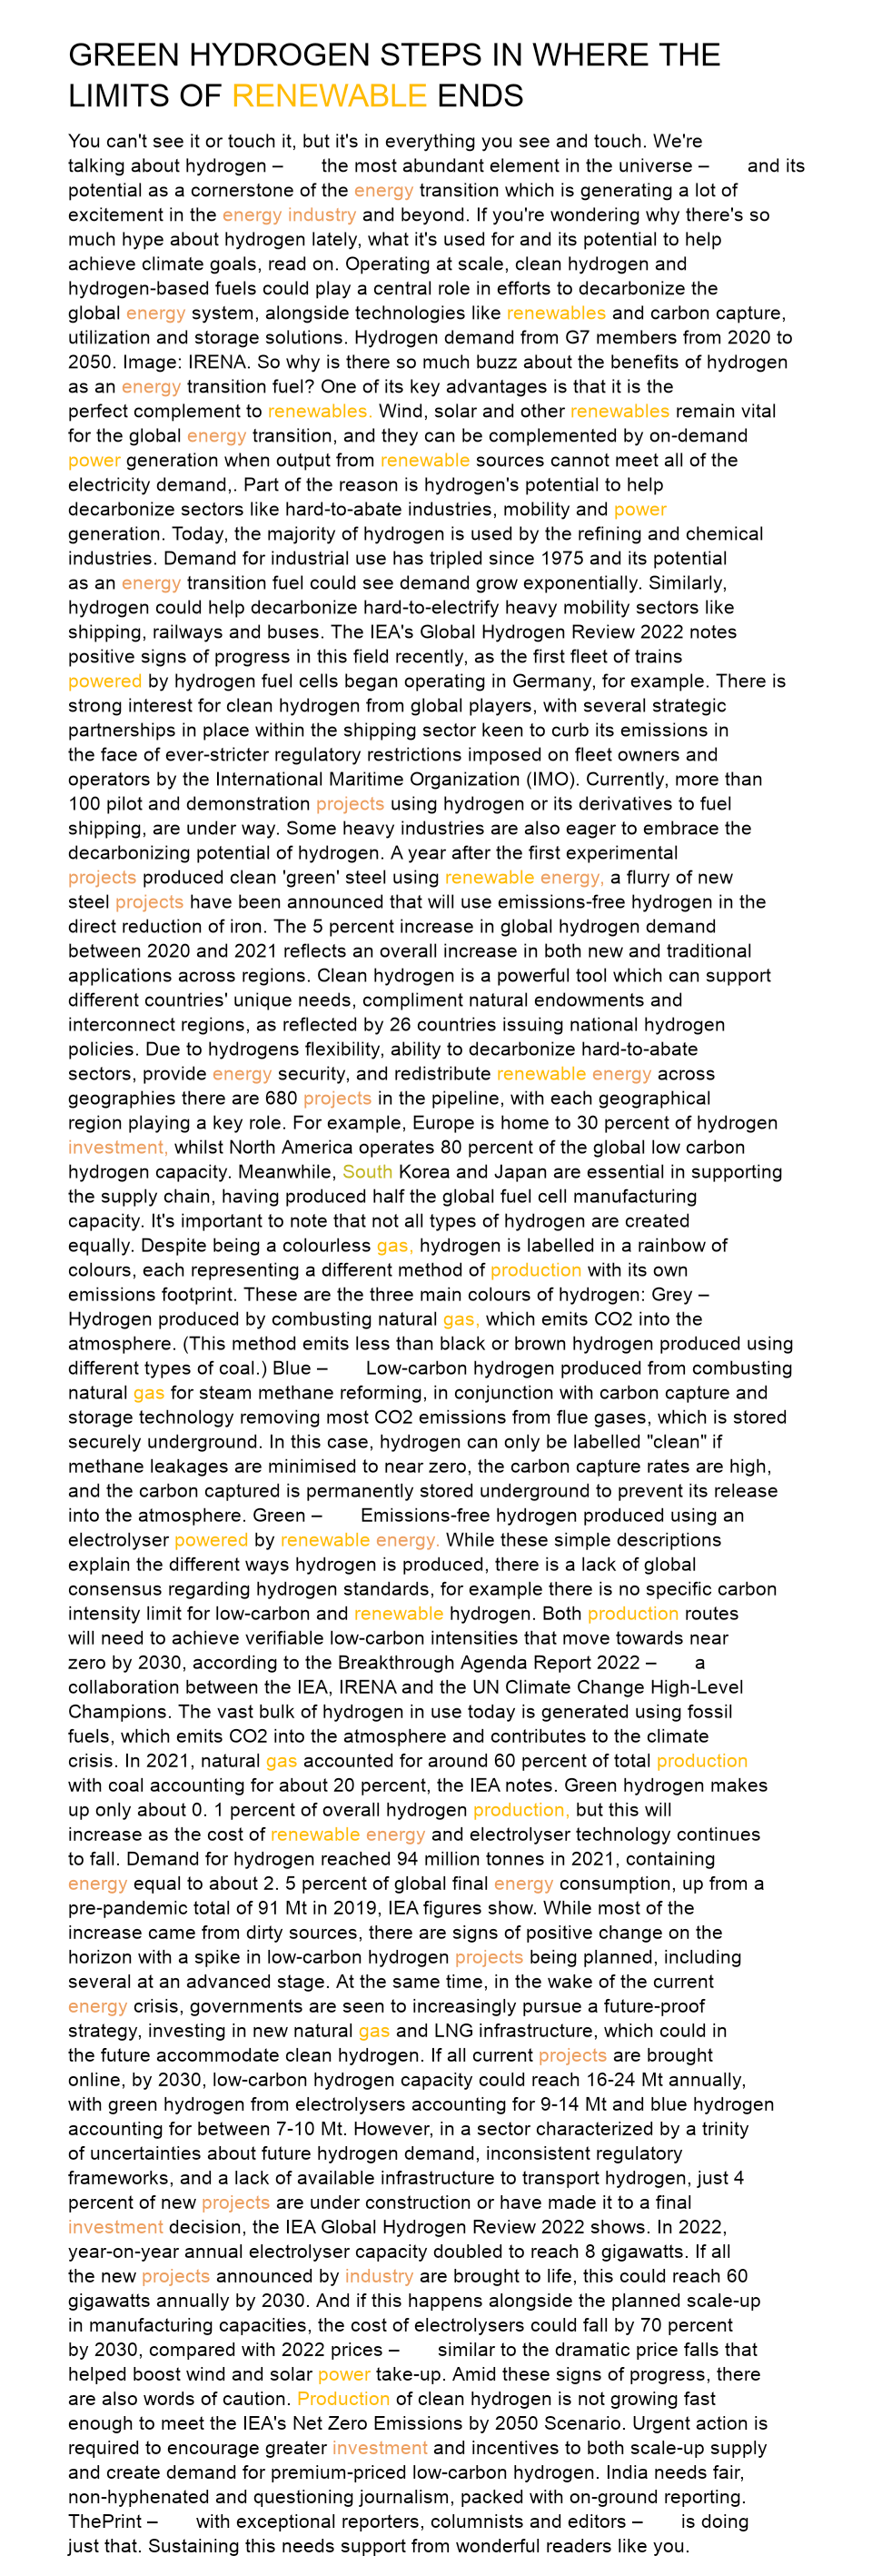 GREEN HYDROGEN STEPS IN WHERE THE
LIMITS OF RENEWABLE ENDS
You can't see it or touch it, but it's in everything you see and touch. We're
talking about hydrogen – the most abundant element in the universe – and its
potential as a cornerstone of the energy transition which is generating a lot of
excitement in the energy industry and beyond. If you're wondering why there's so
much hype about hydrogen lately, what it's used for and its potential to help
achieve climate goals, read on. Operating at scale, clean hydrogen and
hydrogen-based fuels could play a central role in efforts to decarbonize the
global energy system, alongside technologies like renewables and carbon capture,
utilization and storage solutions. Hydrogen demand from G7 members from 2020 to
2050. Image: IRENA. So why is there so much buzz about the benefits of hydrogen
as an energy transition fuel? One of its key advantages is that it is the
perfect complement to renewables. Wind, solar and other renewables remain vital
for the global energy transition, and they can be complemented by on-demand
power generation when output from renewable sources cannot meet all of the
electricity demand,. Part of the reason is hydrogen's potential to help
decarbonize sectors like hard-to-abate industries, mobility and power
generation. Today, the majority of hydrogen is used by the refining and chemical
industries. Demand for industrial use has tripled since 1975 and its potential
as an energy transition fuel could see demand grow exponentially. Similarly,
hydrogen could help decarbonize hard-to-electrify heavy mobility sectors like
shipping, railways and buses. The IEA's Global Hydrogen Review 2022 notes
positive signs of progress in this field recently, as the first fleet of trains
powered by hydrogen fuel cells began operating in Germany, for example. There is
strong interest for clean hydrogen from global players, with several strategic
partnerships in place within the shipping sector keen to curb its emissions in
the face of ever-stricter regulatory restrictions imposed on fleet owners and
operators by the International Maritime Organization (IMO). Currently, more than
100 pilot and demonstration projects using hydrogen or its derivatives to fuel
shipping, are under way. Some heavy industries are also eager to embrace the
decarbonizing potential of hydrogen. A year after the first experimental
projects produced clean 'green' steel using renewable energy, a flurry of new
steel projects have been announced that will use emissions-free hydrogen in the
direct reduction of iron. The 5 percent increase in global hydrogen demand
between 2020 and 2021 reflects an overall increase in both new and traditional
applications across regions. Clean hydrogen is a powerful tool which can support
different countries' unique needs, compliment natural endowments and
interconnect regions, as reflected by 26 countries issuing national hydrogen
policies. Due to hydrogens flexibility, ability to decarbonize hard-to-abate
sectors, provide energy security, and redistribute renewable energy across
geographies there are 680 projects in the pipeline, with each geographical
region playing a key role. For example, Europe is home to 30 percent of hydrogen
investment, whilst North America operates 80 percent of the global low carbon
hydrogen capacity. Meanwhile, South Korea and Japan are essential in supporting
the supply chain, having produced half the global fuel cell manufacturing
capacity. It's important to note that not all types of hydrogen are created
equally. Despite being a colourless gas, hydrogen is labelled in a rainbow of
colours, each representing a different method of production with its own
emissions footprint. These are the three main colours of hydrogen: Grey –
Hydrogen produced by combusting natural gas, which emits CO2 into the
atmosphere. (This method emits less than black or brown hydrogen produced using
different types of coal.) Blue – Low-carbon hydrogen produced from combusting
natural gas for steam methane reforming, in conjunction with carbon capture and
storage technology removing most CO2 emissions from flue gases, which is stored
securely underground. In this case, hydrogen can only be labelled "clean" if
methane leakages are minimised to near zero, the carbon capture rates are high,
and the carbon captured is permanently stored underground to prevent its release
into the atmosphere. Green – Emissions-free hydrogen produced using an
electrolyser powered by renewable energy. While these simple descriptions
explain the different ways hydrogen is produced, there is a lack of global
consensus regarding hydrogen standards, for example there is no specific carbon
intensity limit for low-carbon and renewable hydrogen. Both production routes
will need to achieve verifiable low-carbon intensities that move towards near
zero by 2030, according to the Breakthrough Agenda Report 2022 – a
collaboration between the IEA, IRENA and the UN Climate Change High-Level
Champions. The vast bulk of hydrogen in use today is generated using fossil
fuels, which emits CO2 into the atmosphere and contributes to the climate
crisis. In 2021, natural gas accounted for around 60 percent of total production
with coal accounting for about 20 percent, the IEA notes. Green hydrogen makes
up only about 0. 1 percent of overall hydrogen production, but this will
increase as the cost of renewable energy and electrolyser technology continues
to fall. Demand for hydrogen reached 94 million tonnes in 2021, containing
energy equal to about 2. 5 percent of global final energy consumption, up from a
pre-pandemic total of 91 Mt in 2019, IEA figures show. While most of the
increase came from dirty sources, there are signs of positive change on the
horizon with a spike in low-carbon hydrogen projects being planned, including
several at an advanced stage. At the same time, in the wake of the current
energy crisis, governments are seen to increasingly pursue a future-proof
strategy, investing in new natural gas and LNG infrastructure, which could in
the future accommodate clean hydrogen. If all current projects are brought
online, by 2030, low-carbon hydrogen capacity could reach 16-24 Mt annually,
with green hydrogen from electrolysers accounting for 9-14 Mt and blue hydrogen
accounting for between 7-10 Mt. However, in a sector characterized by a trinity
of uncertainties about future hydrogen demand, inconsistent regulatory
frameworks, and a lack of available infrastructure to transport hydrogen, just 4
percent of new projects are under construction or have made it to a final
investment decision, the IEA Global Hydrogen Review 2022 shows. In 2022,
year-on-year annual electrolyser capacity doubled to reach 8 gigawatts. If all
the new projects announced by industry are brought to life, this could reach 60
gigawatts annually by 2030. And if this happens alongside the planned scale-up
in manufacturing capacities, the cost of electrolysers could fall by 70 percent
by 2030, compared with 2022 prices – similar to the dramatic price falls that
helped boost wind and solar power take-up. Amid these signs of progress, there
are also words of caution. Production of clean hydrogen is not growing fast
enough to meet the IEA's Net Zero Emissions by 2050 Scenario. Urgent action is
required to encourage greater investment and incentives to both scale-up supply
and create demand for premium-priced low-carbon hydrogen. India needs fair,
non-hyphenated and questioning journalism, packed with on-ground reporting.
ThePrint – with exceptional reporters, columnists and editors – is doing
just that. Sustaining this needs support from wonderful readers like you.